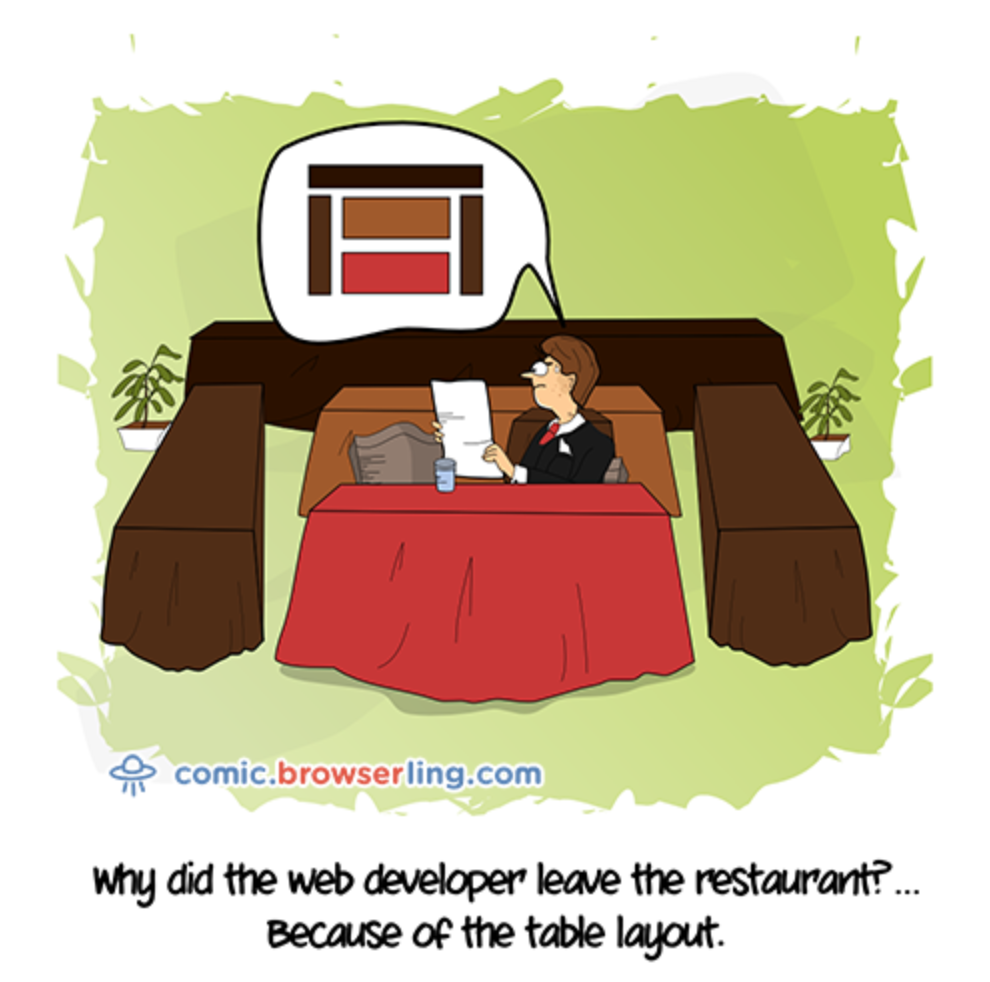 comic.browserling.com
Why did the web developer leave the restaurant?...
Because of the table layout.